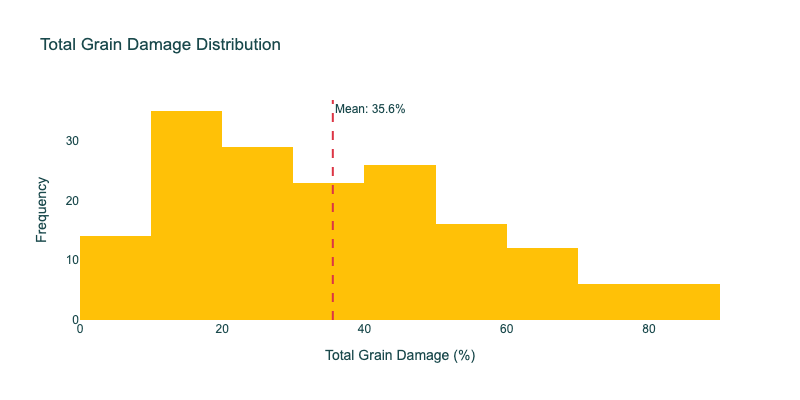 Total Grain Damage Distribution
Mean: 35.6%
30
20
10
0
Frequency
0 20 40 60 80
Total Grain Damage (%)